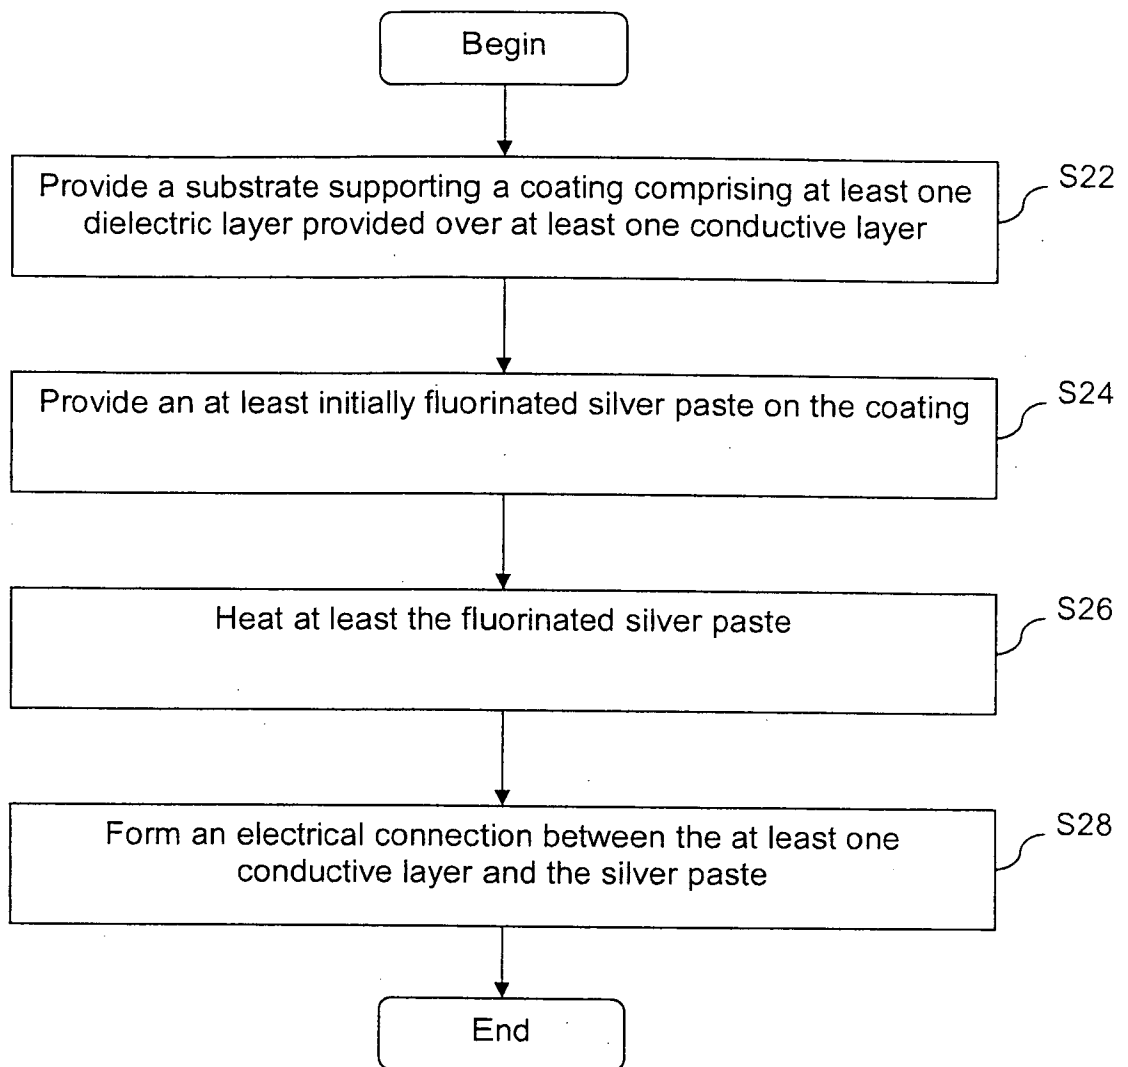 Begin
Provide a substrate supporting a coating comprising at least one
dielectric layer provided over at least one conductive layer
S22
Provide an at least initially fluorinated silver paste on the coating
S24
Heat at least the fluorinated silver paste
S26
Form an electrical connection between the at least one
conductive layer and the silver paste
S28
End